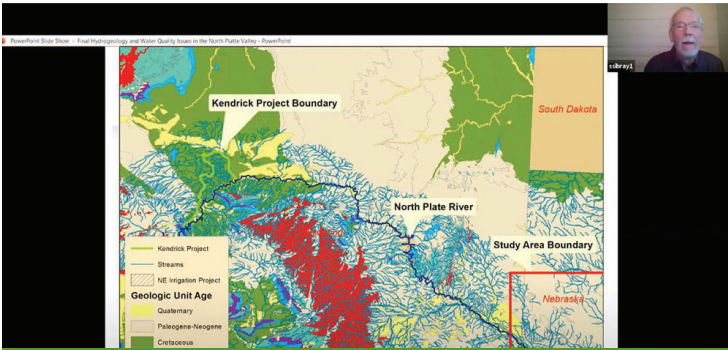 PowerPoint Slide Show - Final Hydrogeology and Water Quality Issues in the North Platte Valley - PowerPoint
ssibray1
South Dakota
Kendrick Project Boundary
North Plate River
Study Area Boundary
Nebraska
Kendrick Project
Streams
NE Irrigation Project
Geologic Unit Age
Quaternary
Paleogene-Neogene
Cretaceous